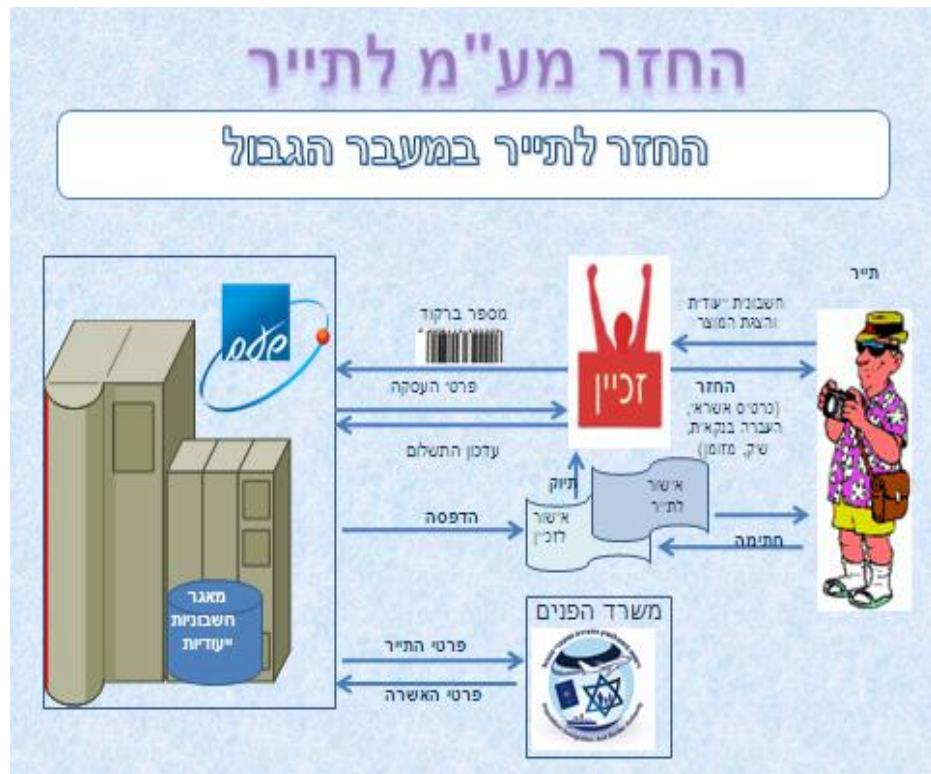 החזר מע"מ לתייר
החזר לתייר במעבר הגבול
תייר
חשבונית ייעודית
והצגת המוצר
מספר ברקוד
שעם
זכיין
פרטי העסקה
החזר
(כרטיס אשראי,
העברה בנקאית,
שיק, מזומן)
עדכון התשלום
תיוק
אישור
לתייר
אישור
לזכיין
הדפסה
חתימה
משרד הפנים
מאגר
חשבוניות
ייעודיות
פרטי התייר
פרטי האשרה